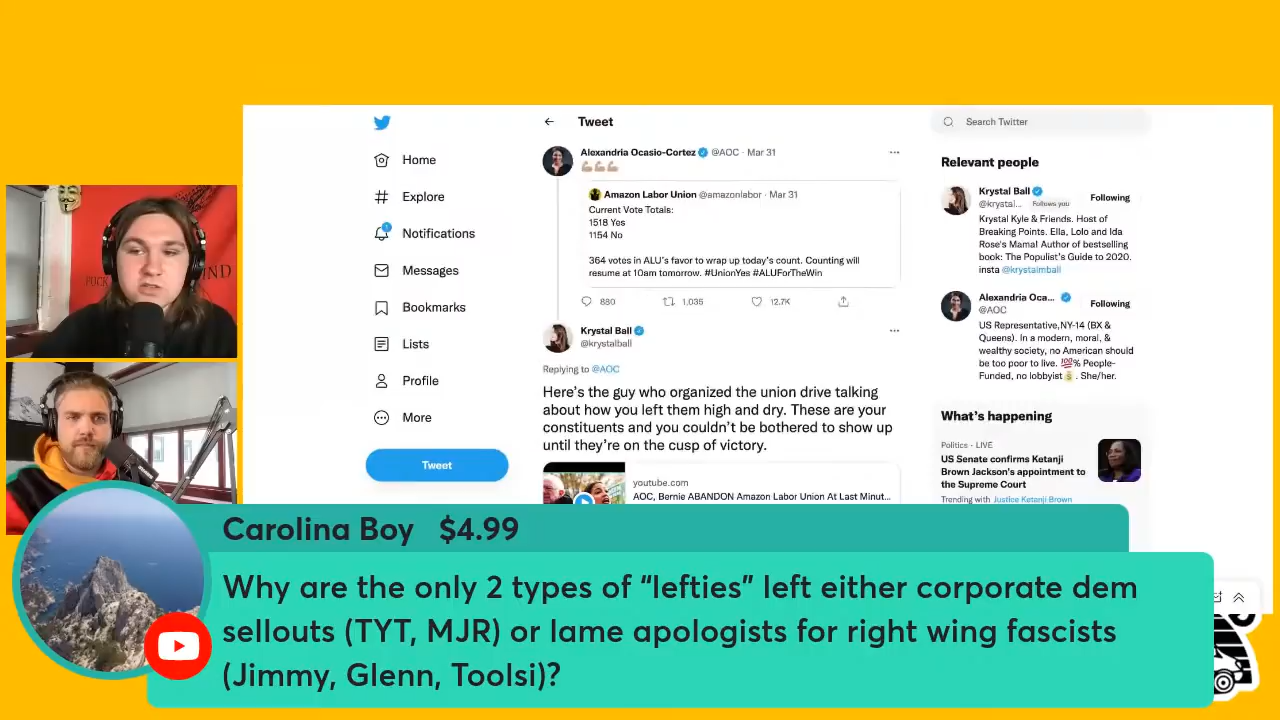 Tweet
Search Twitter
Home
Explore
Notifications
Messages
Bookmarks
Lists
Profile
More
Tweet
Alexandria Ocasio-Cortez @AOC · Mar 31
💪🏼💪🏼💪🏼
Amazon Labor Union @amazonlabor · Mar 31
Current Vote Totals:
1518 Yes
1154 No
364 votes in ALU's favor to wrap up today's count. Counting will
resume at 10am tomorrow. #UnionYes #ALUForTheWin
880 1,035 12.7K
Krystal Ball
@krystalball
Replying to @AOC
Here's the guy who organized the union drive talking
about how you left them high and dry. These are your
constituents and you couldn't be bothered to show up
until they're on the cusp of victory.
youtube.com
AOC, Bernie ABANDON Amazon Labor Union At Last Minut...
Relevant people
Krystal Ball
@krystal... Follows you
Following
Krystal Kyle & Friends. Host of
Breaking Points. Ella, Lolo and Ida
Rose's Mama! Author of bestselling
book: The Populist's Guide to 2020.
insta @krystalmball
Alexandria Oca...
@AOC
Following
US Representative,NY-14 (BX &
Queens). In a modern, moral, &
wealthy society, no American should
be too poor to live. 💯% People-
Funded, no lobbyist💰. She/her.
What's happening
Politics · LIVE
US Senate confirms Ketanji
Brown Jackson's appointment to
the Supreme Court
Trending with Justice Ketanji Brown
Carolina Boy $4.99
Why are the only 2 types of "lefties" left either corporate dem
sellouts (TYT, MJR) or lame apologists for right wing fascists
(Jimmy, Glenn, Toolsi)?